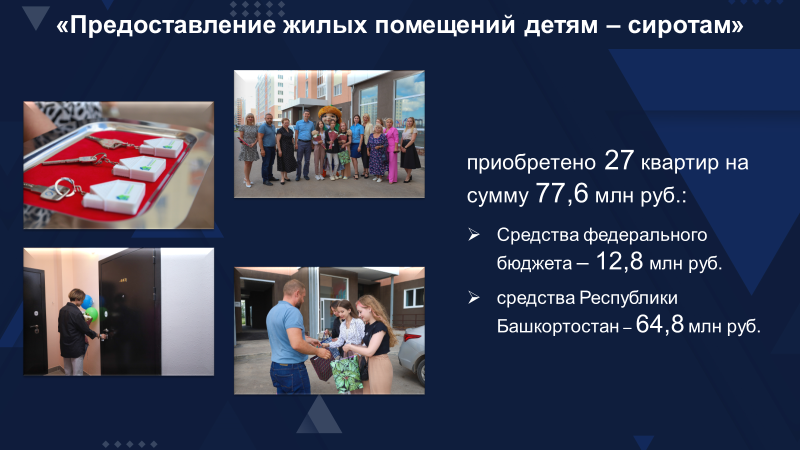 «Предоставление жилых помещений детям – сиротам»
приобретено 27 квартир на
сумму 77,6 млн руб.:
➢ Средства федерального
бюджета – 12,8 млн руб.
➢ средства Республики
Башкортостан – 64,8 млн руб.